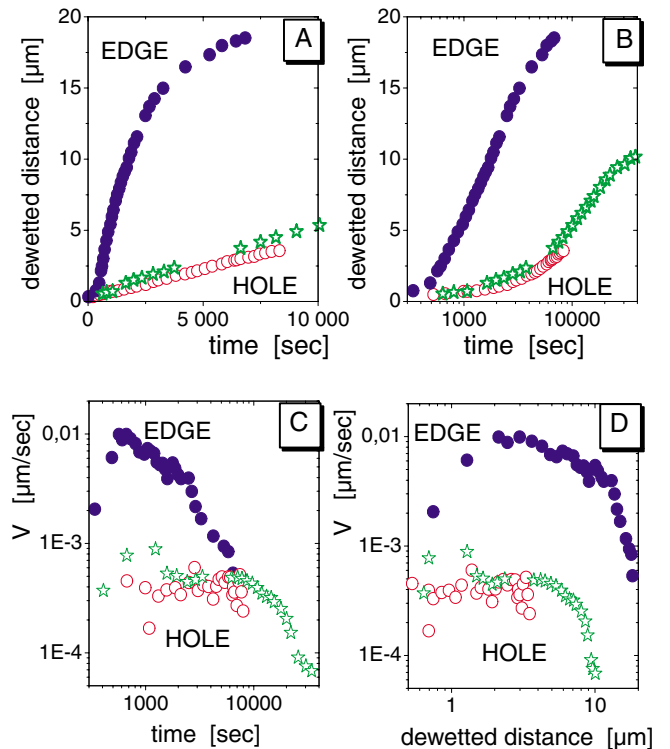 A
EDGE
HOLE
20
15
10
5
0
0
5 000
10 000
dewetted distance [µm]
time [sec]
B
EDGE
HOLE
20
15
10
5
0
1000
10000
dewetted distance [µm]
time [sec]
C
EDGE
HOLE
0,01
1E-3
1E-4
1000
10000
V [µm/sec]
time [sec]
D
EDGE
HOLE
0,01
1E-3
1E-4
1
10
V [µm/sec]
dewetted distance [µm]